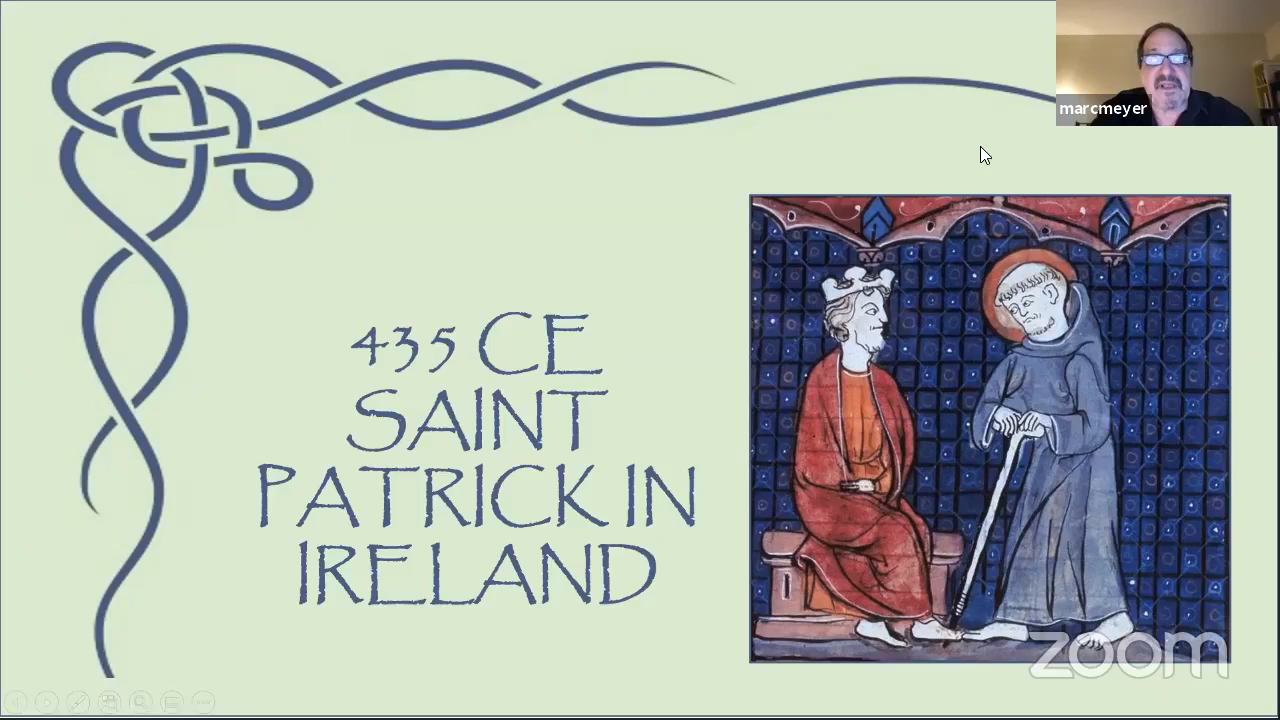 marcmeyer
435 CE
SAINT
PATRICK IN
IRELAND
zoom